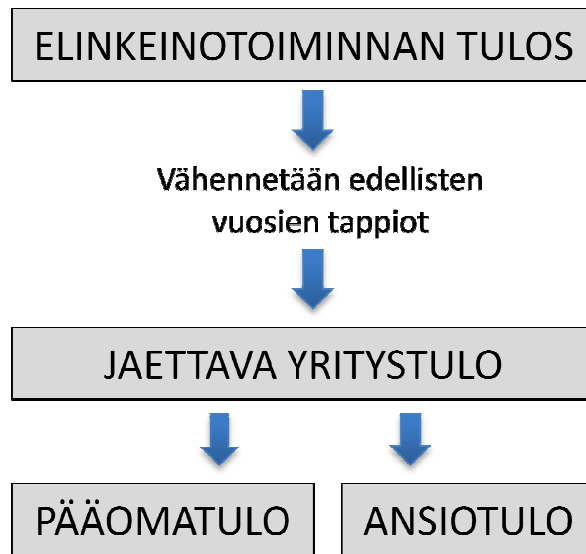 ELINKEINOTOIMINNAN TULOS
Vähennetään edellisten
vuosien tappiot
JAETTAVA YRITYSTULO
PÄÄOMATULO
ANSIOTULO